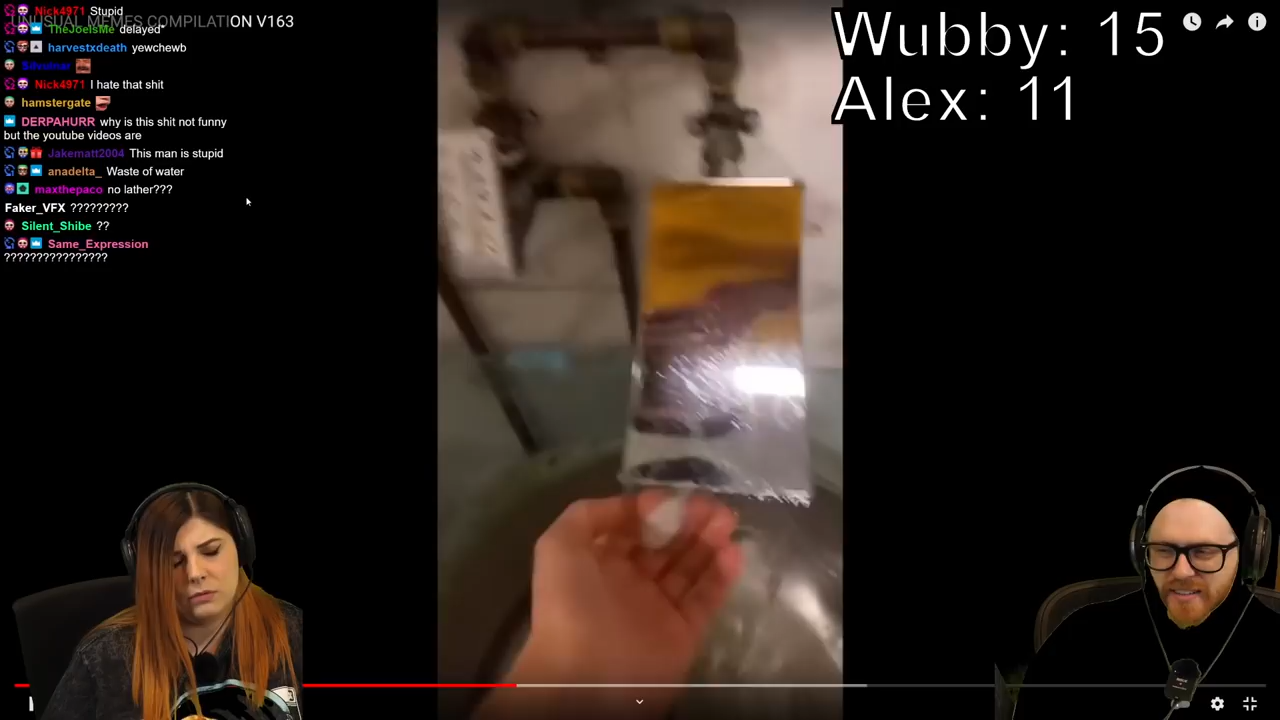 UNUSUAL MEMES COMPILATION V163
Nick4971 Stupid
TheJoelsMe delayed*
harvestxdeath yewchewb
Nick4971 I hate that shit
hamstergate
DERPAHURR why is this shit not funny
but the youtube videos are
Jakematt2004 This man is stupid
anadelta_ Waste of water
maxthepaco no lather???
Faker_VFX ?????????
Silent_Shibe ??
Same_Expression
????????????????
Wubby: 15
Alex: 11